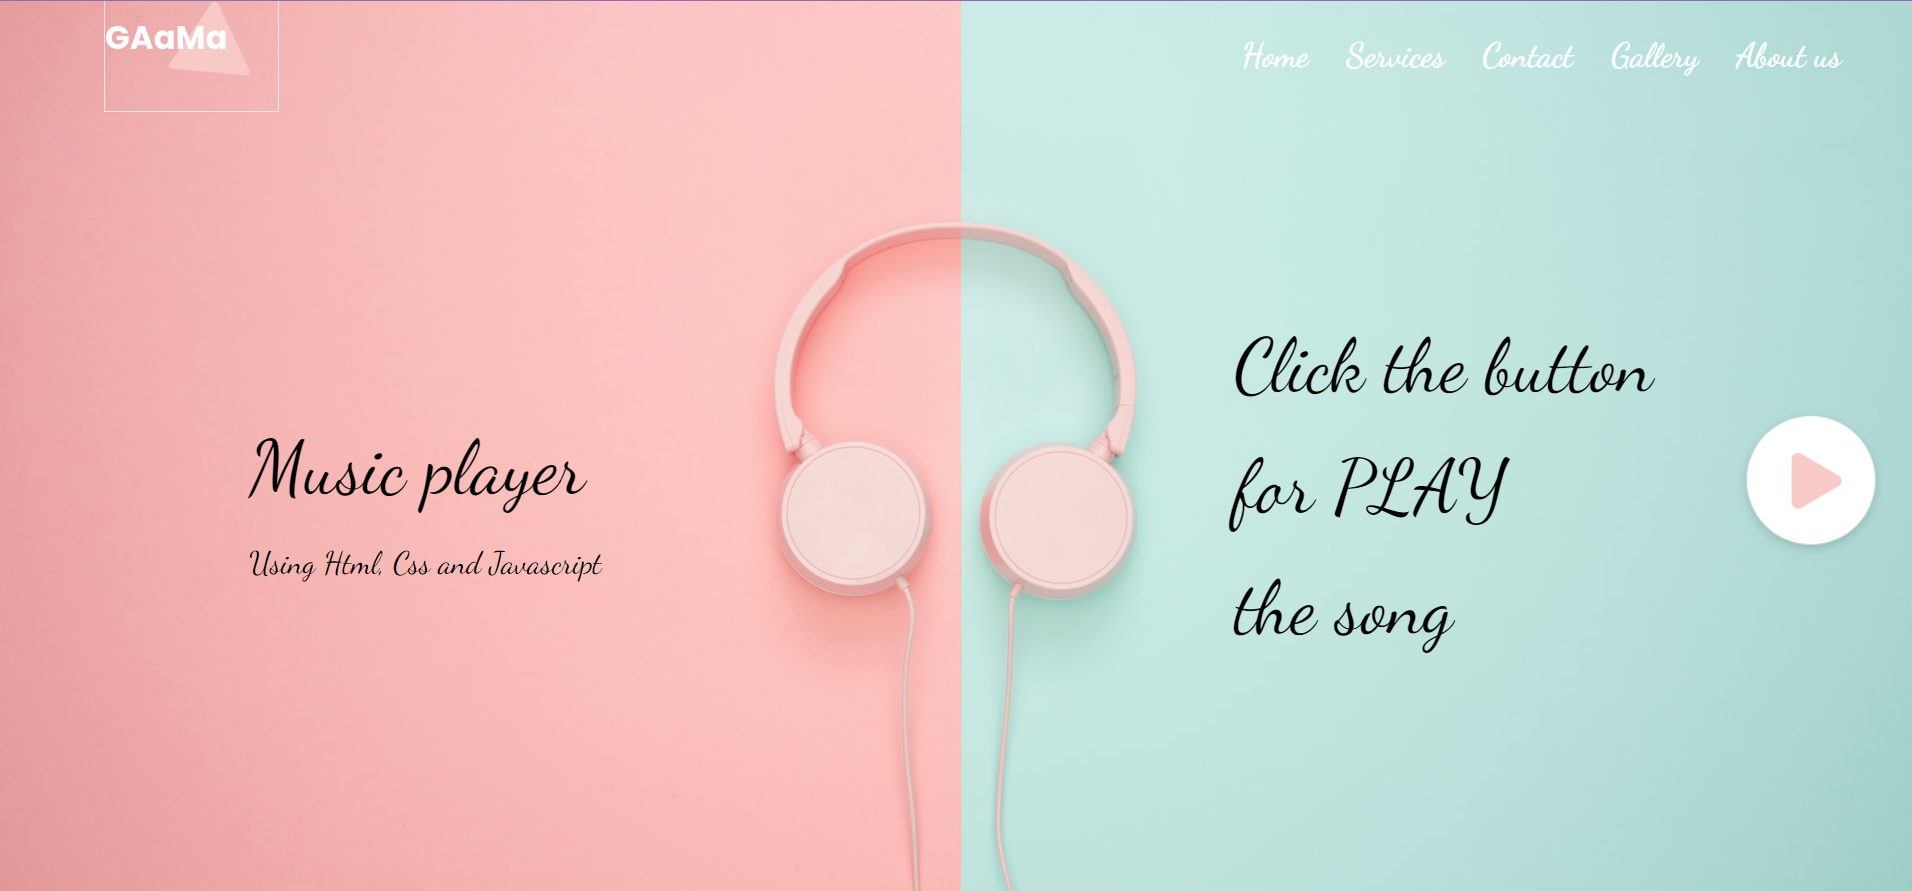 GAaMa
Home Services Contact Gallery About us
Music player
Using Html, Css and Javascript
Click the button
for PLAY
the song